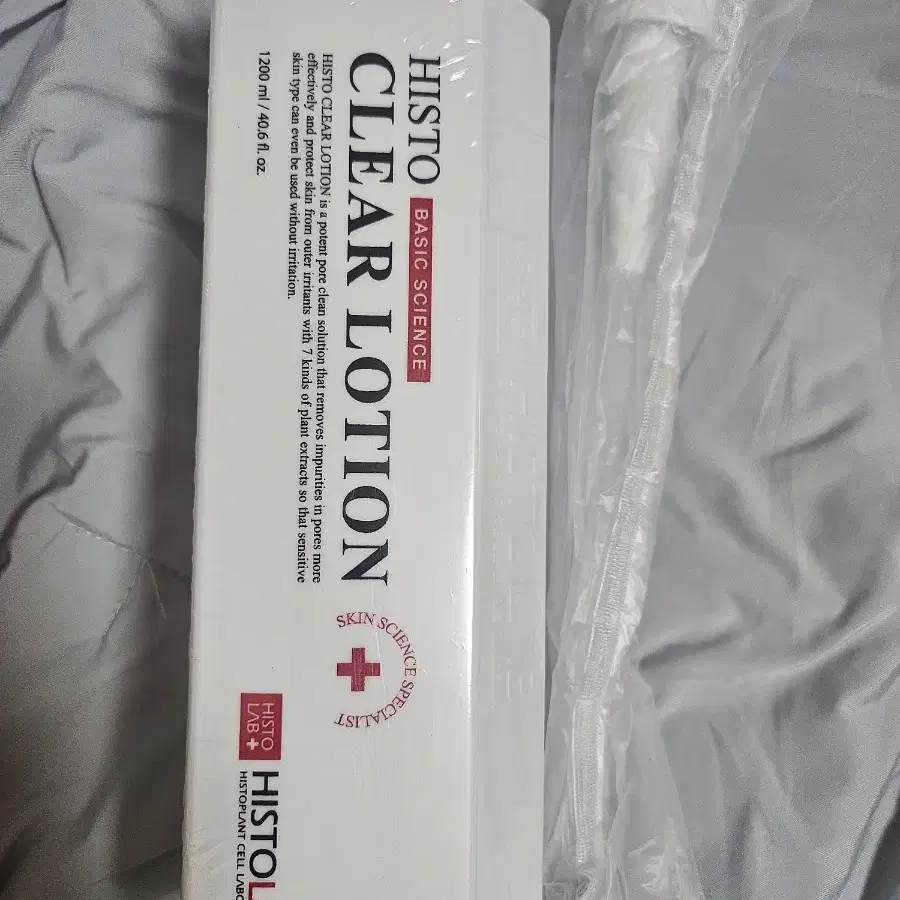 HISTO BASIC SCIENCE
CLEAR LOTION
HISTO CLEAR LOTION is a potent pore clean solution that removes impurities in pores more
effectively and protect skin from outer irritants with 7 kinds of plant extracts so that sensitive
skin type can even be used without irritation.
1200 ml / 40.6 fl. oz.
SKIN SCIENCE SPECIALIST
HISTO
LAB+
HISTOL
HISTOPLANT CELL LABO